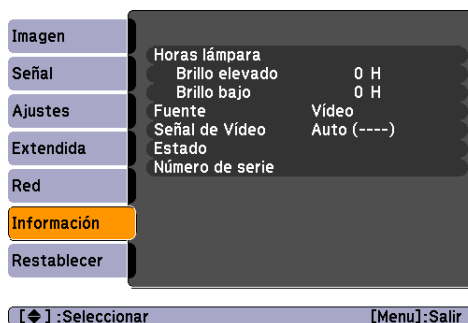 Imagen
Señal
Ajustes
Extendida
Red
Información
Restablecer
Horas lámpara
Brillo elevado 0 H
Brillo bajo 0 H
Fuente Vídeo
Señal de Vídeo Auto (----)
Estado
Número de serie
[◆] :Seleccionar [Menu]:Salir